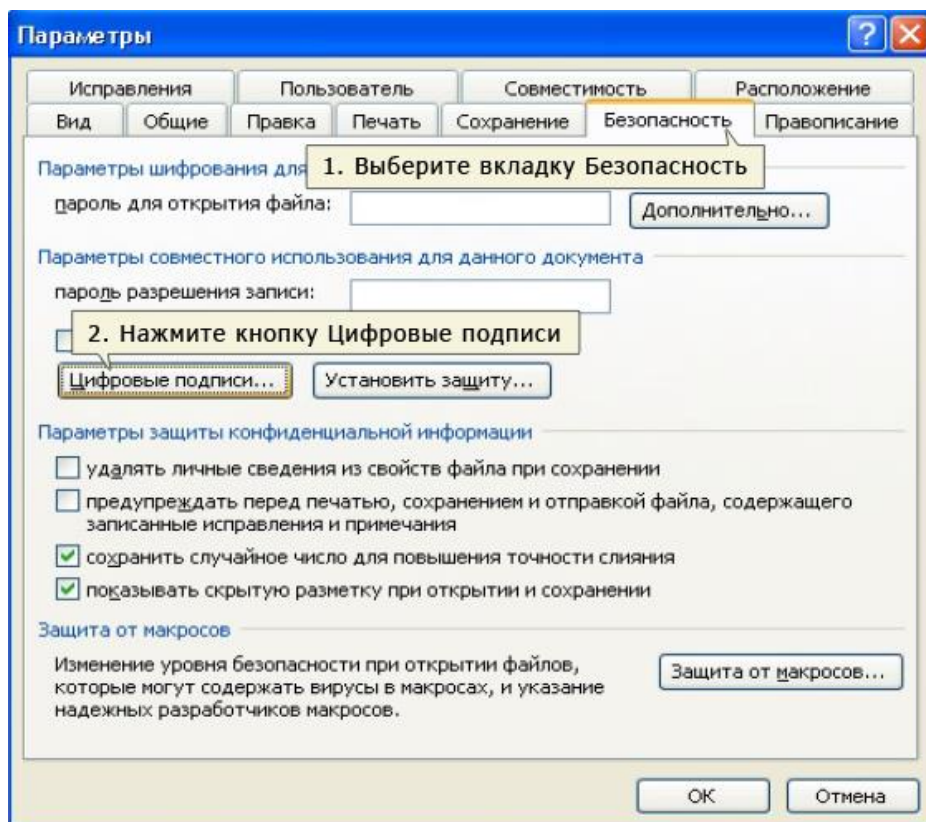 Параметры
Исправления Пользователь Совместимость Расположение
Вид Общие Правка Печать Сохранение Безопасность Правописание
1. Выберите вкладку Безопасность
Параметры шифрования для
пароль для открытия файла: Дополнительно...
Параметры совместного использования для данного документа
пароль разрешения записи:
2. Нажмите кнопку Цифровые подписи
Цифровые подписи... Установить защиту...
Параметры защиты конфиденциальной информации
удалять личные сведения из свойств файла при сохранении
предупреждать перед печатью, сохранением и отправкой файла, содержащего
записанные исправления и примечания
сохранить случайное число для повышения точности слияния
показывать скрытую разметку при открытии и сохранении
Защита от макросов
Изменение уровня безопасности при открытии файлов,
которые могут содержать вирусы в макросах, и указание
надежных разработчиков макросов.
Защита от макросов...
ОК Отмена